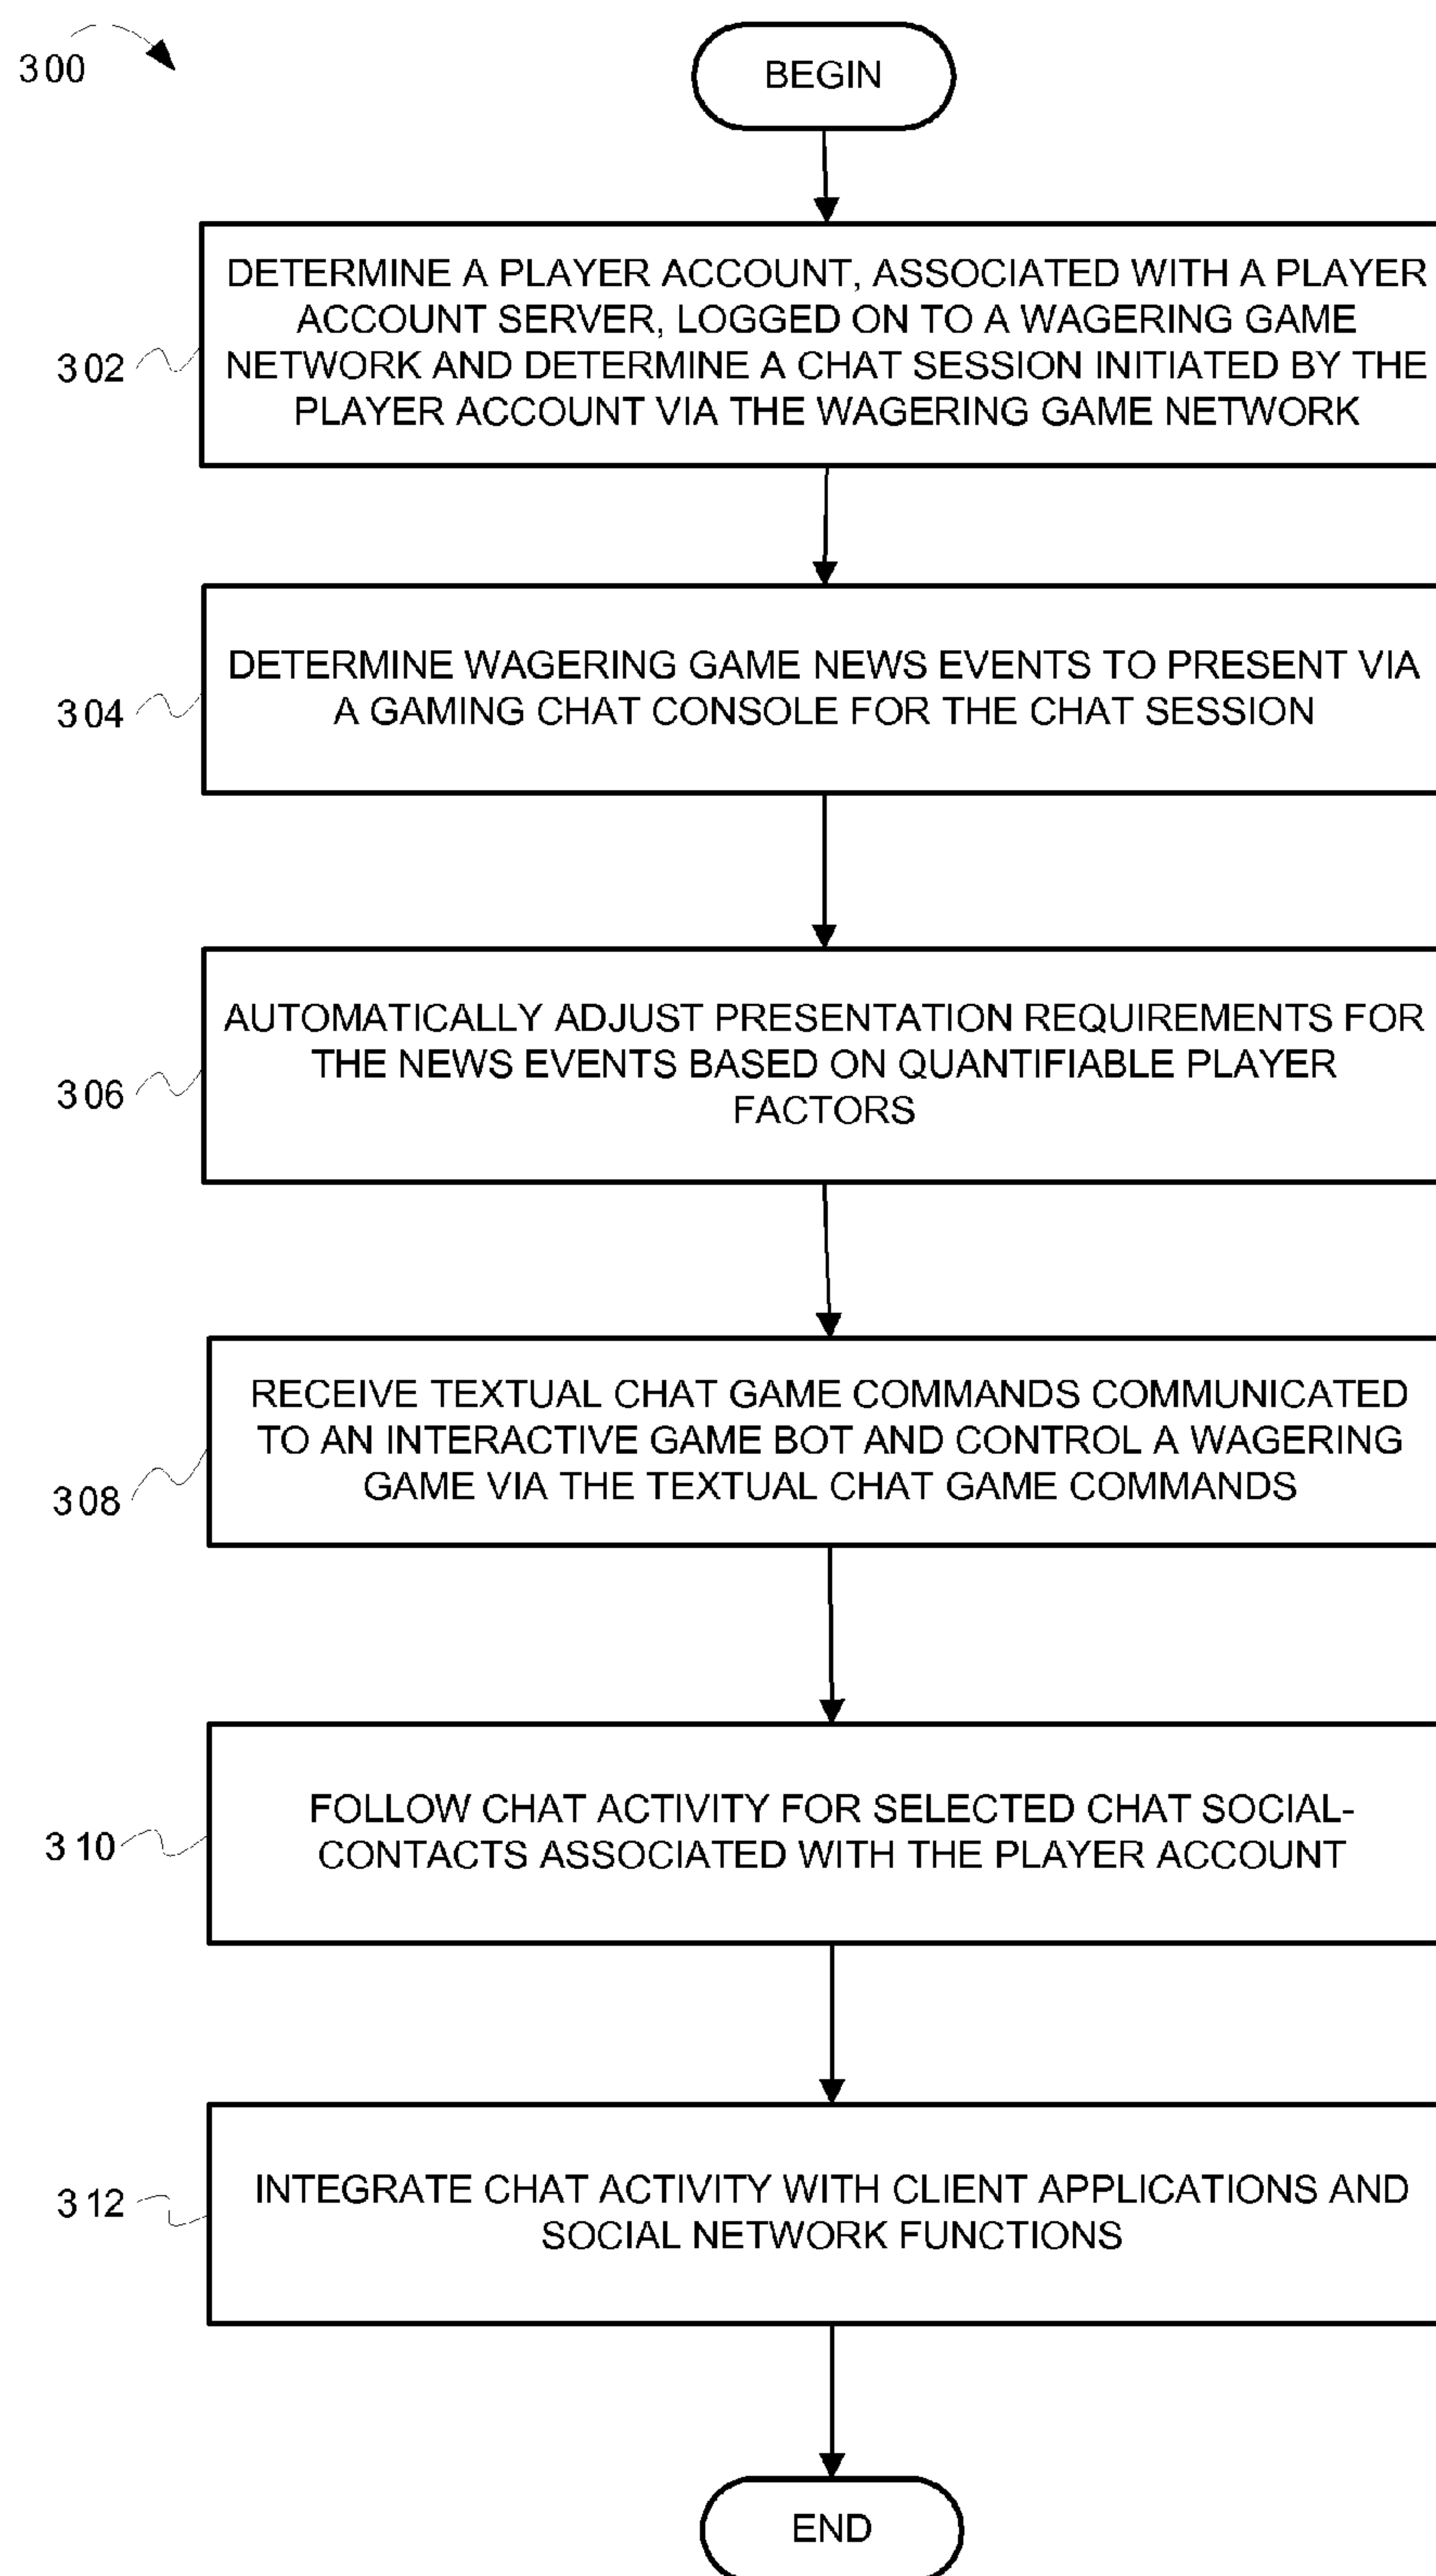 300
BEGIN
302
DETERMINE A PLAYER ACCOUNT, ASSOCIATED WITH A PLAYER
ACCOUNT SERVER, LOGGED ON TO A WAGERING GAME
NETWORK AND DETERMINE A CHAT SESSION INITIATED BY THE
PLAYER ACCOUNT VIA THE WAGERING GAME NETWORK
304
DETERMINE WAGERING GAME NEWS EVENTS TO PRESENT VIA
A GAMING CHAT CONSOLE FOR THE CHAT SESSION
306
AUTOMATICALLY ADJUST PRESENTATION REQUIREMENTS FOR
THE NEWS EVENTS BASED ON QUANTIFIABLE PLAYER
FACTORS
308
RECEIVE TEXTUAL CHAT GAME COMMANDS COMMUNICATED
TO AN INTERACTIVE GAME BOT AND CONTROL A WAGERING
GAME VIA THE TEXTUAL CHAT GAME COMMANDS
310
FOLLOW CHAT ACTIVITY FOR SELECTED CHAT SOCIAL-
CONTACTS ASSOCIATED WITH THE PLAYER ACCOUNT
312
INTEGRATE CHAT ACTIVITY WITH CLIENT APPLICATIONS AND
SOCIAL NETWORK FUNCTIONS
END